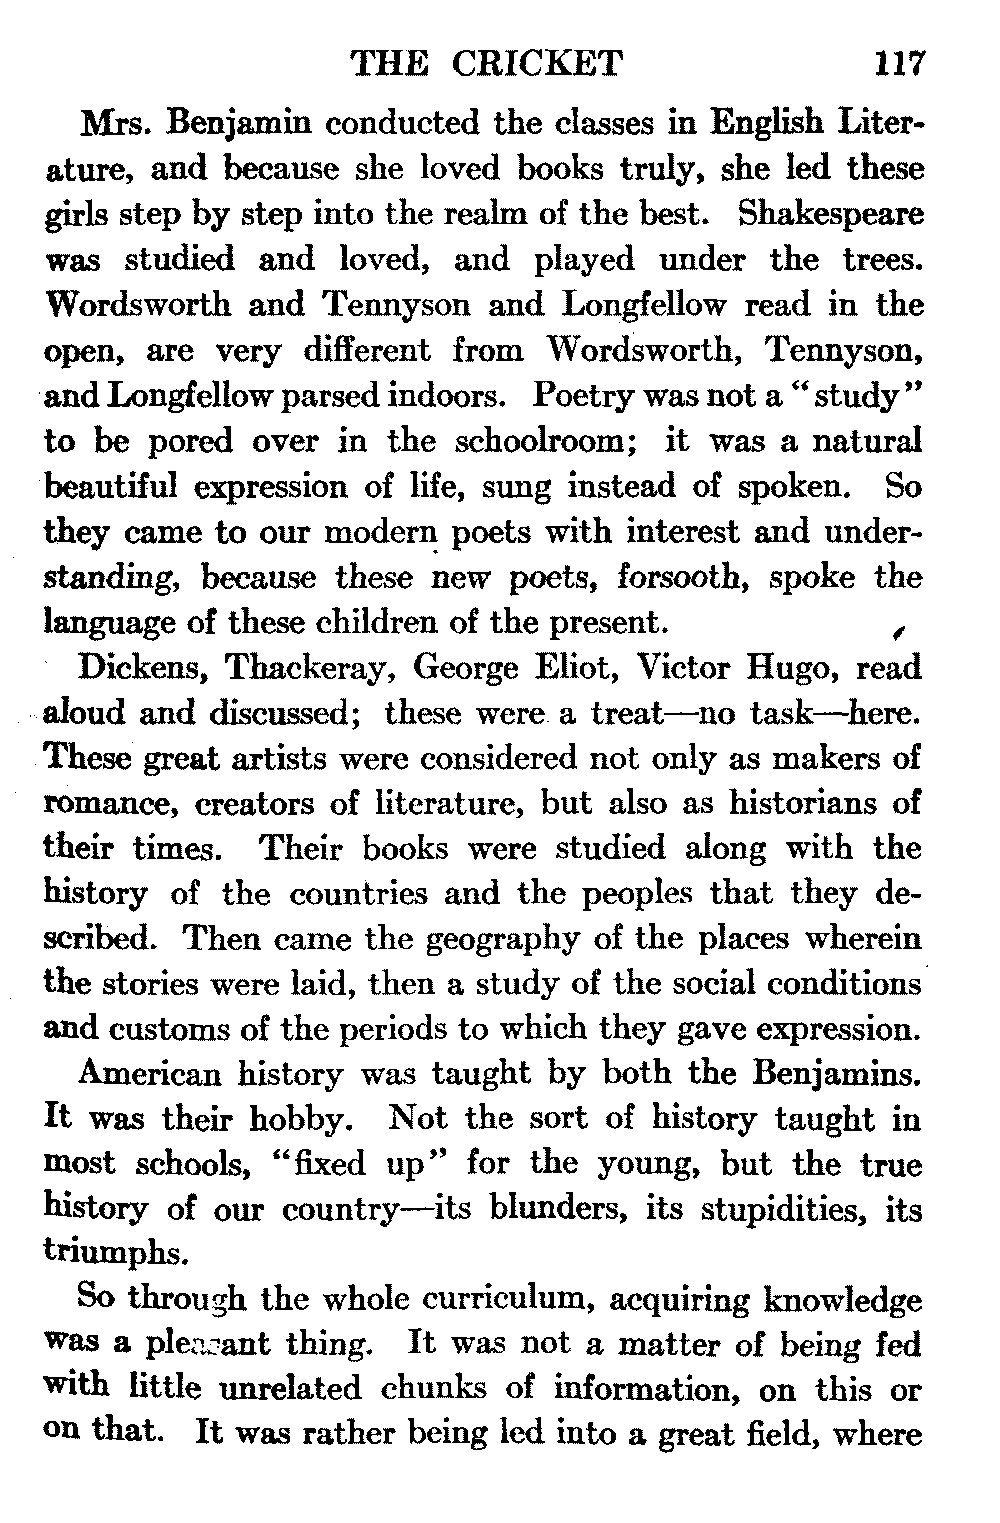 THE CRICKET 117
Mrs. Benjamin conducted the classes in English Liter-
ature, and because she loved books truly, she led these
girls step by step into the realm of the best. Shakespeare
was studied and loved, and played under the trees.
Wordsworth and Tennyson and Longfellow read in the
open, are very different from Wordsworth, Tennyson,
and Longfellow parsed indoors. Poetry was not a “study”
to be pored over in the schoolroom; it was a natural
beautiful expression of life, sung instead of spoken. So
they came to our modern poets with interest and under-
standing, because these new poets, forsooth, spoke the
language of these children of the present.
Dickens, Thackeray, George Eliot, Victor Hugo, read
aloud and discussed; these were a treat—no task—here.
These great artists were considered not only as makers of
romance, creators of literature, but also as historians of
their times. Their books were studied along with the
history of the countries and the peoples that they de-
scribed. Then came the geography of the places wherein
the stories were laid, then a study of the social conditions
and customs of the periods to which they gave expression.
American history was taught by both the Benjamins.
It was their hobby. Not the sort of history taught in
most schools, “fixed up” for the young, but the true
history of our country—its blunders, its stupidities, its
triumphs.
So through the whole curriculum, acquiring knowledge
was a pleasant thing. It was not a matter of being fed
with little unrelated chunks of information, on this or
on that. It was rather being led into a great field, where